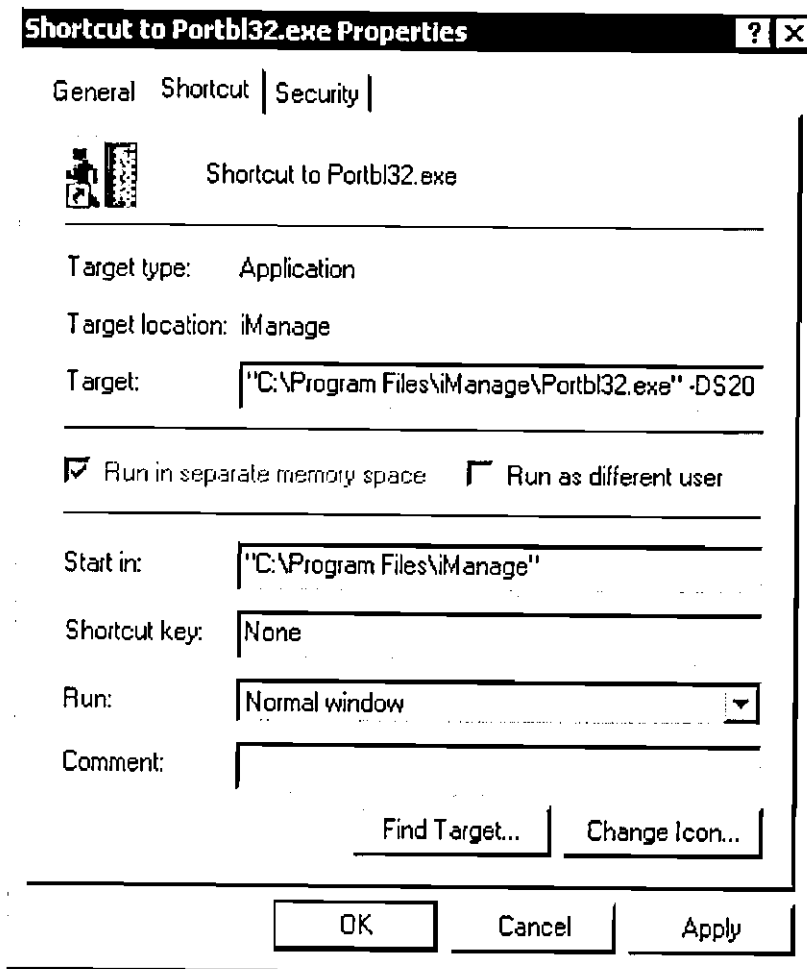 Shortcut to Portbl32.exe Properties ? X
General Shortcut Security
Shortcut to Portbl32.exe
Target type: Application
Target location: iManage
Target: "C:\Program Files\iManage\Portbl32.exe" -DS20
Run in separate memory space Run as different user
Start in: "C:\Program Files\iManage"
Shortcut key: None
Run: Normal window
Comment:
Find Target... Change Icon...
OK Cancel Apply